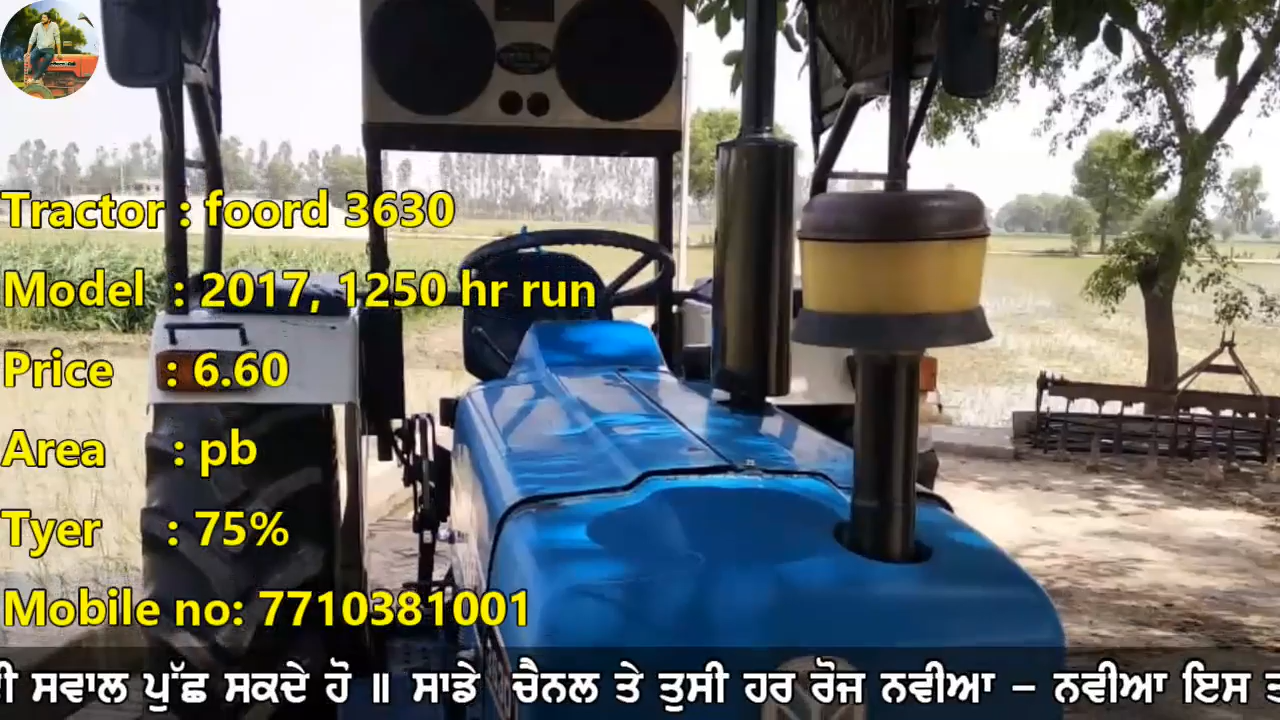 Tractor : foord 3630
Model : 2017, 1250 hr run
Price : 6.60
Area : pb
Tyer : 75%
Mobile no: 7710381001
ਸਵਾਲ ਪੁੱਛ ਸਕਦੇ ਹੋ ॥ ਸਾਡੇ ਚੈਨਲ ਤੇ ਤੁਸੀ ਹਰ ਰੋਜ ਨਵੀਆ – ਨਵੀਆ ਇਸ